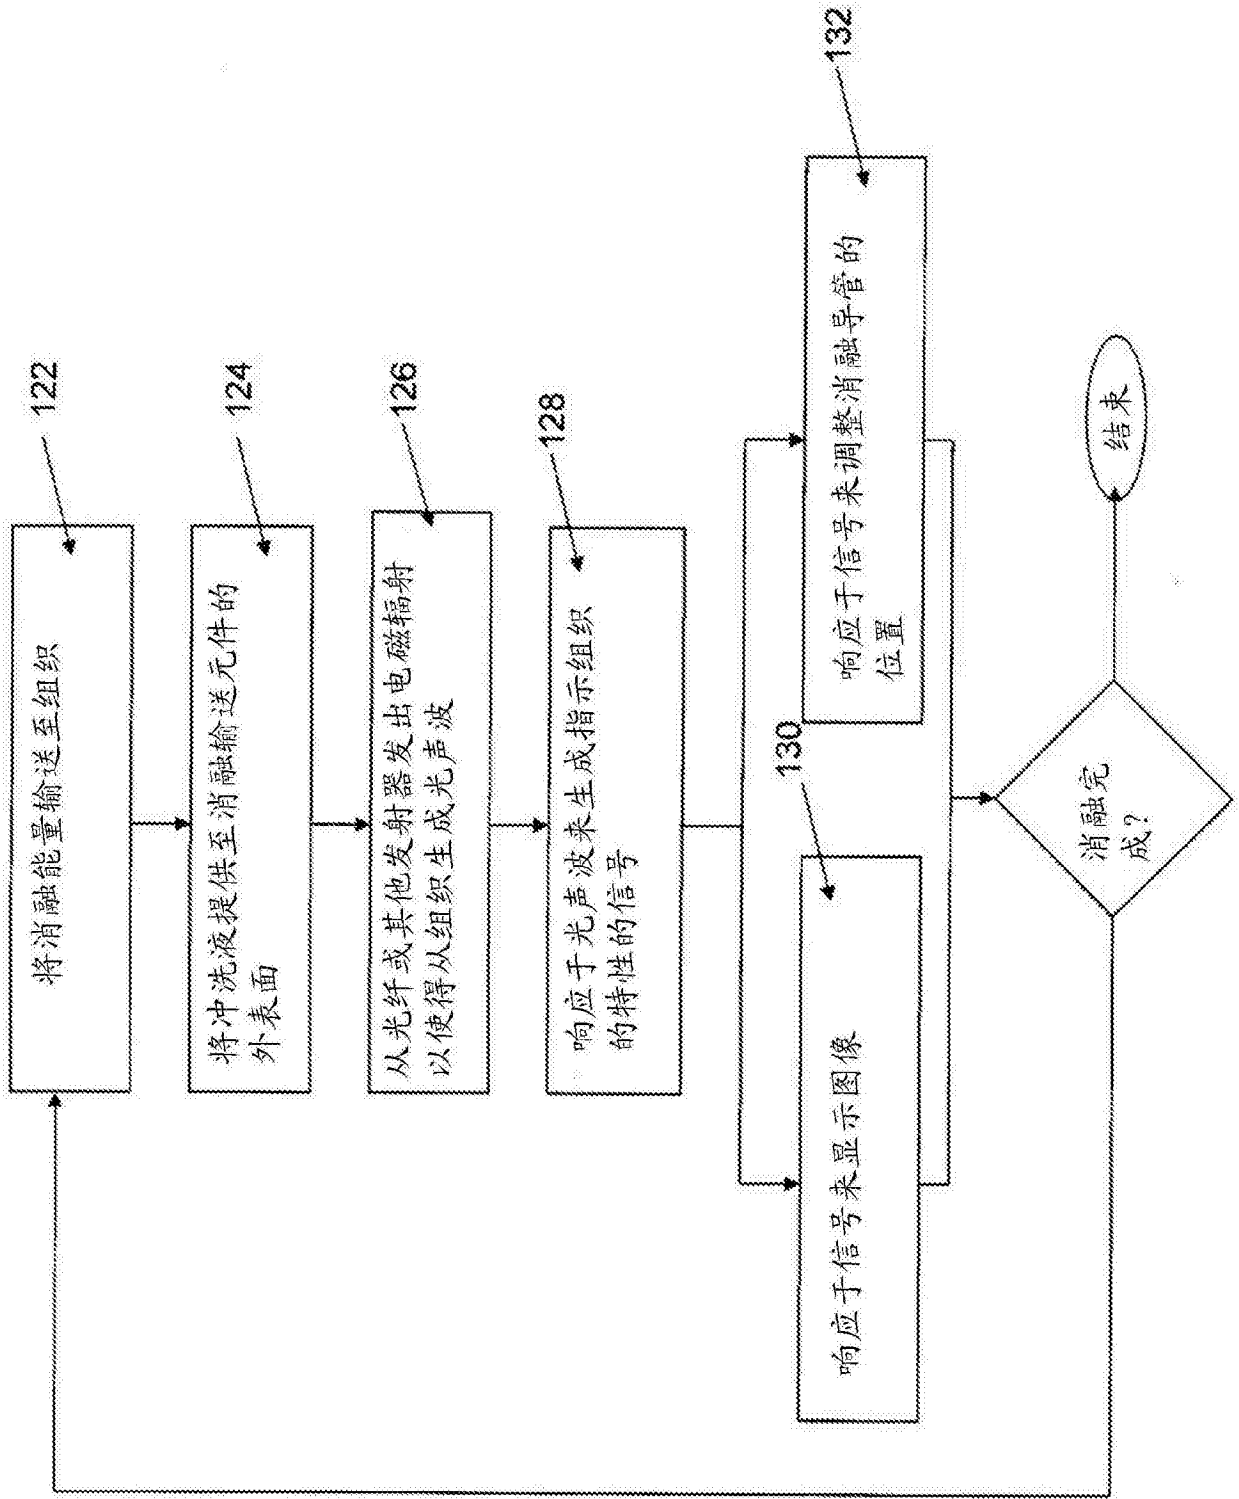 将消融能量输送至组织
122
将冲洗液提供至消融输送元件的
外表面
124
从光纤或其他发射器发出电磁辐射
以使得从组织生成光声波
126
响应于光声波来生成指示组织
的特性的信号
128
响应于信号来显示图像
130
响应于信号来调整消融导管的
位置
132
消融完
成?
结束